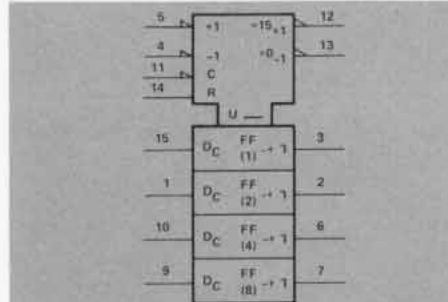 5 +1 =15+1 12
4 -1 =0-1 13
11 C
14 R
U
15 DC FF (1) 3
1 DC FF (2) 2
10 DC FF (4) 6
9 DC FF (8) 7